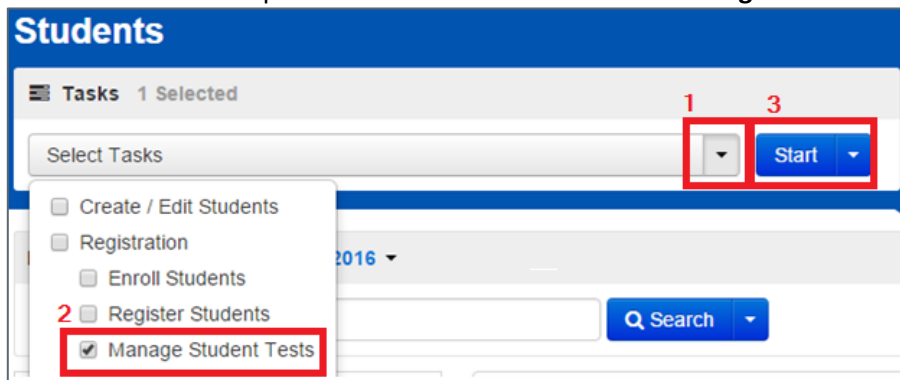 Students
Tasks 1 Selected
1 3
Select Tasks
Start
Create / Edit Students
Registration
2016
Enroll Students
2 Register Students
Search
Manage Student Tests